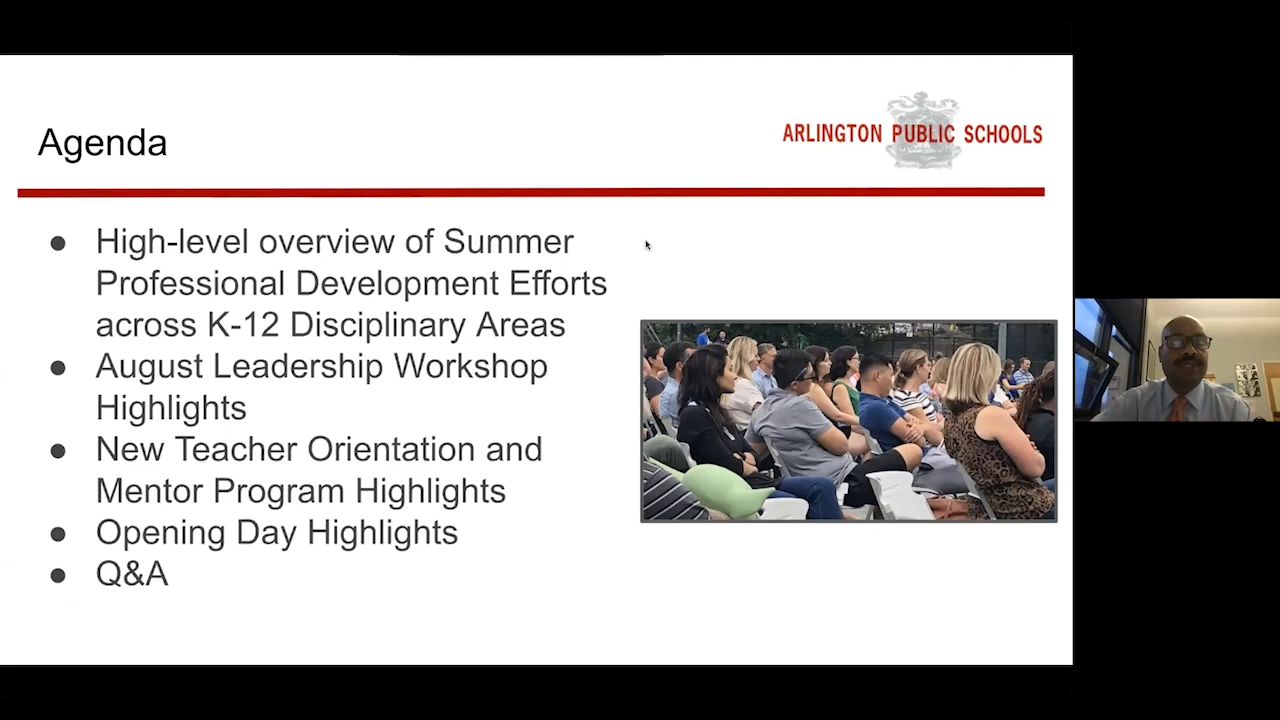 Agenda
ARLINGTON PUBLIC SCHOOLS
● High-level overview of Summer
Professional Development Efforts
across K-12 Disciplinary Areas
● August Leadership Workshop
Highlights
● New Teacher Orientation and
Mentor Program Highlights
● Opening Day Highlights
● Q&A